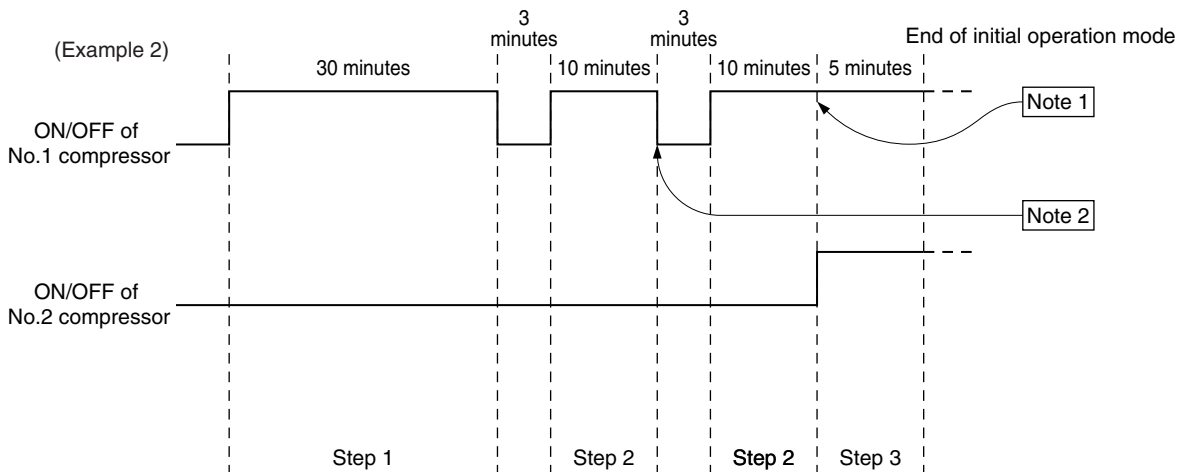 (Example 2)
3
minutes
3
minutes
End of initial operation mode
30 minutes
10 minutes
10 minutes
5 minutes
Note 1
ON/OFF of
No.1 compressor
Note 2
ON/OFF of
No.2 compressor
Step 1
Step 2
Step 2
Step 3